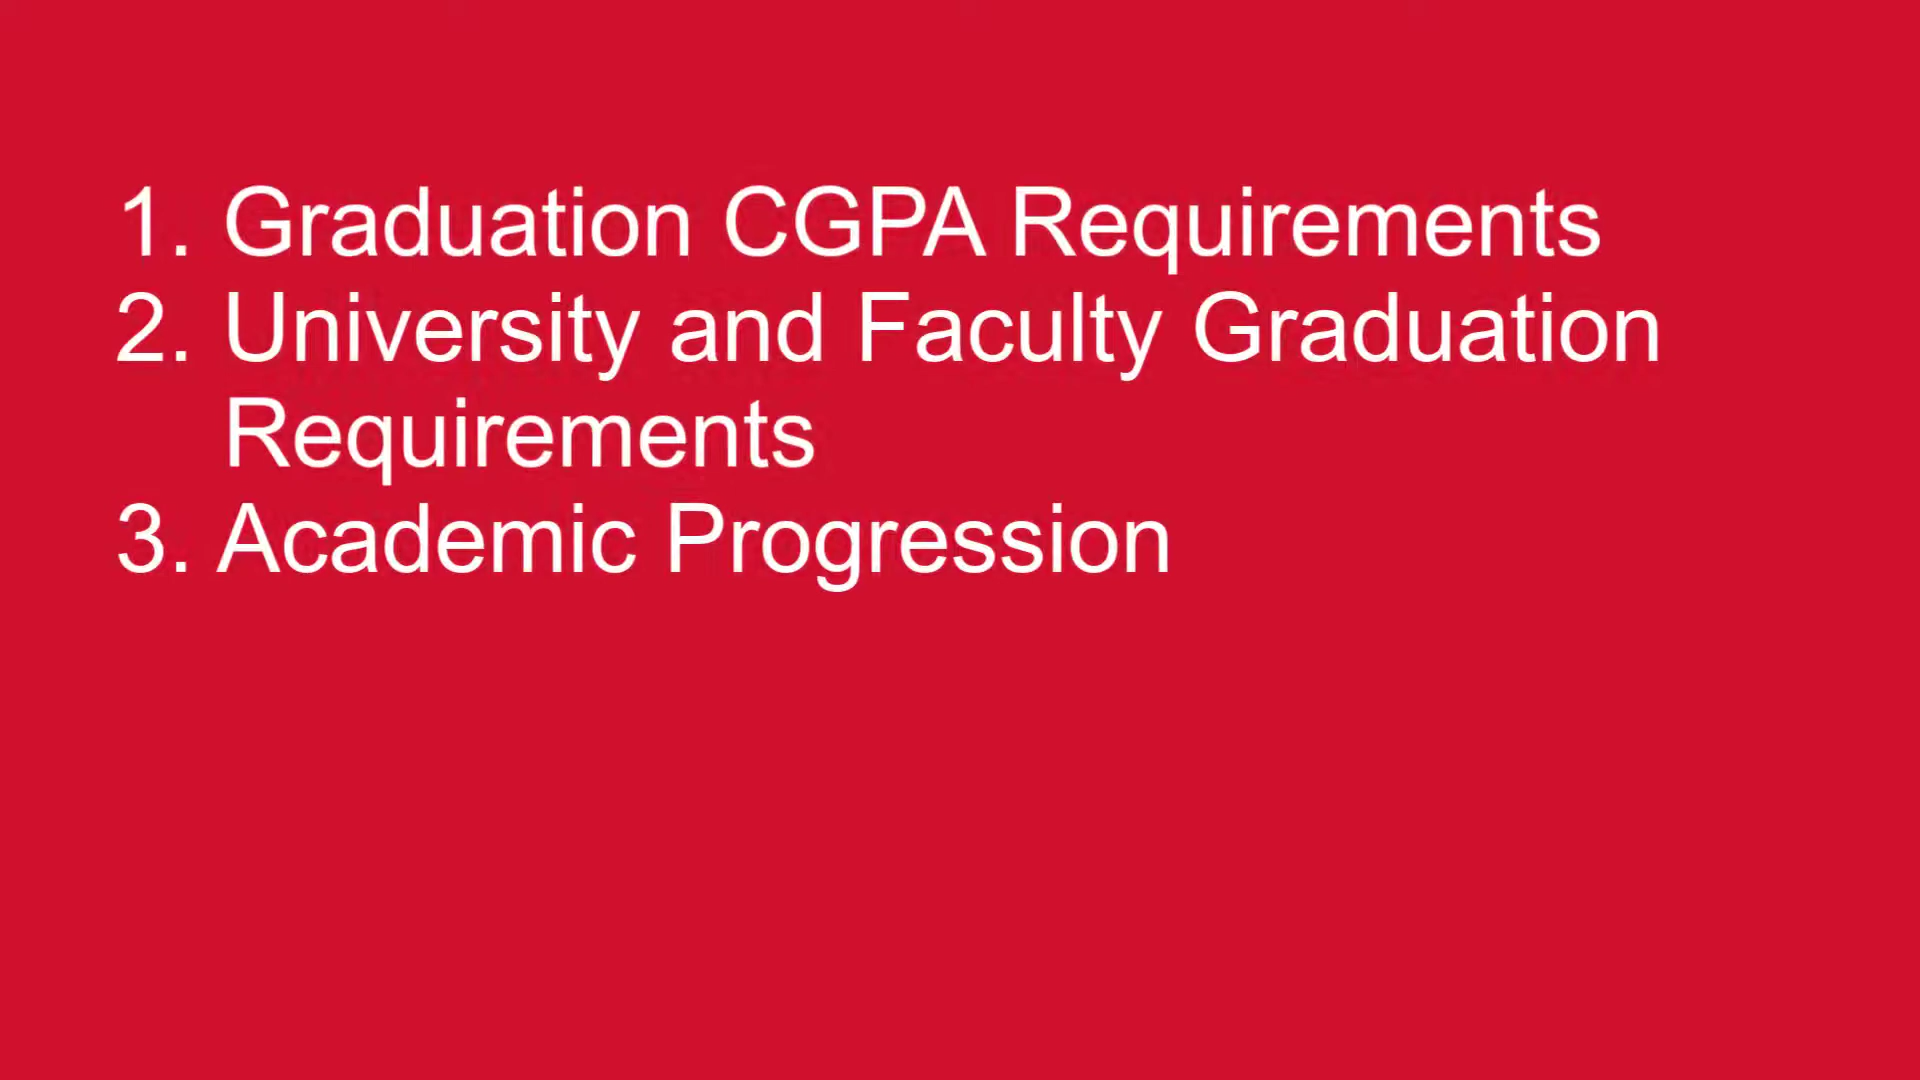 1. Graduation CGPA Requirements
2. University and Faculty Graduation
Requirements
3. Academic Progression